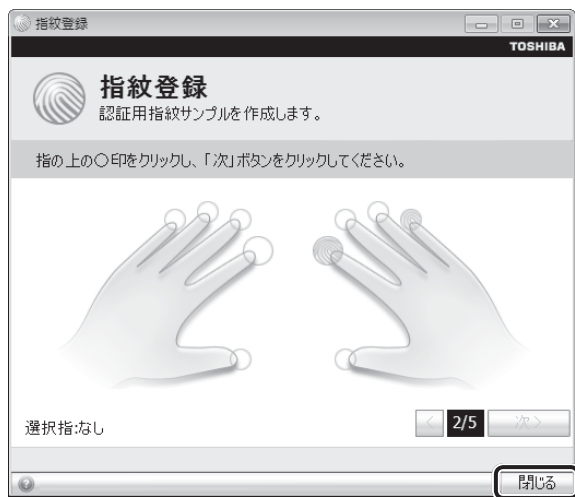 指紋登録
TOSHIBA
指紋登録
認証用指紋サンプルを作成します。
指の上の○印をクリックし、「次」ボタンをクリックしてください。
選択指:なし
< 2/5 次 >
閉じる